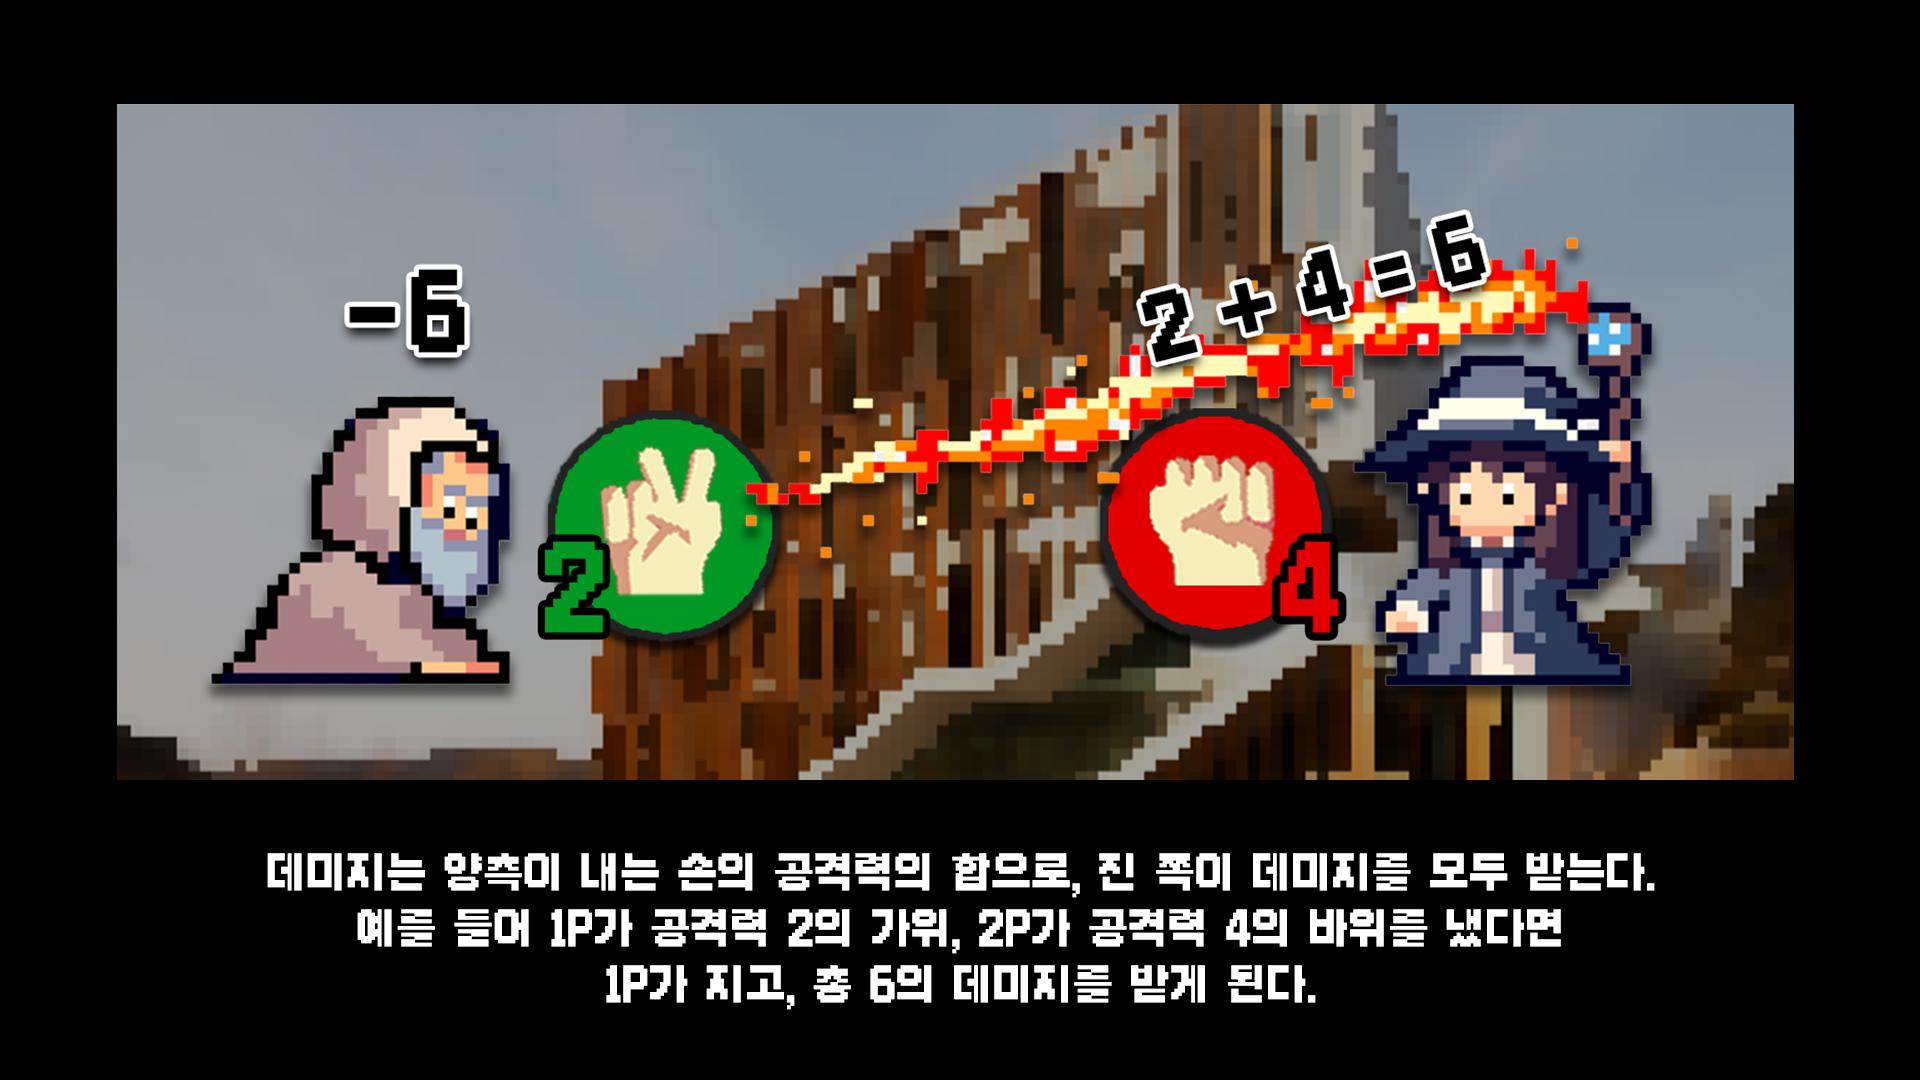 -6
2 + 4 = 6
2
4
데미지는 양측이 내는 손의 공격력의 합으로, 진 쪽이 데미지를 모두 받는다.
예를 들어 1P가 공격력 2의 가위, 2P가 공격력 4의 바위를 냈다면
1P가 지고, 총 6의 데미지를 받게 된다.